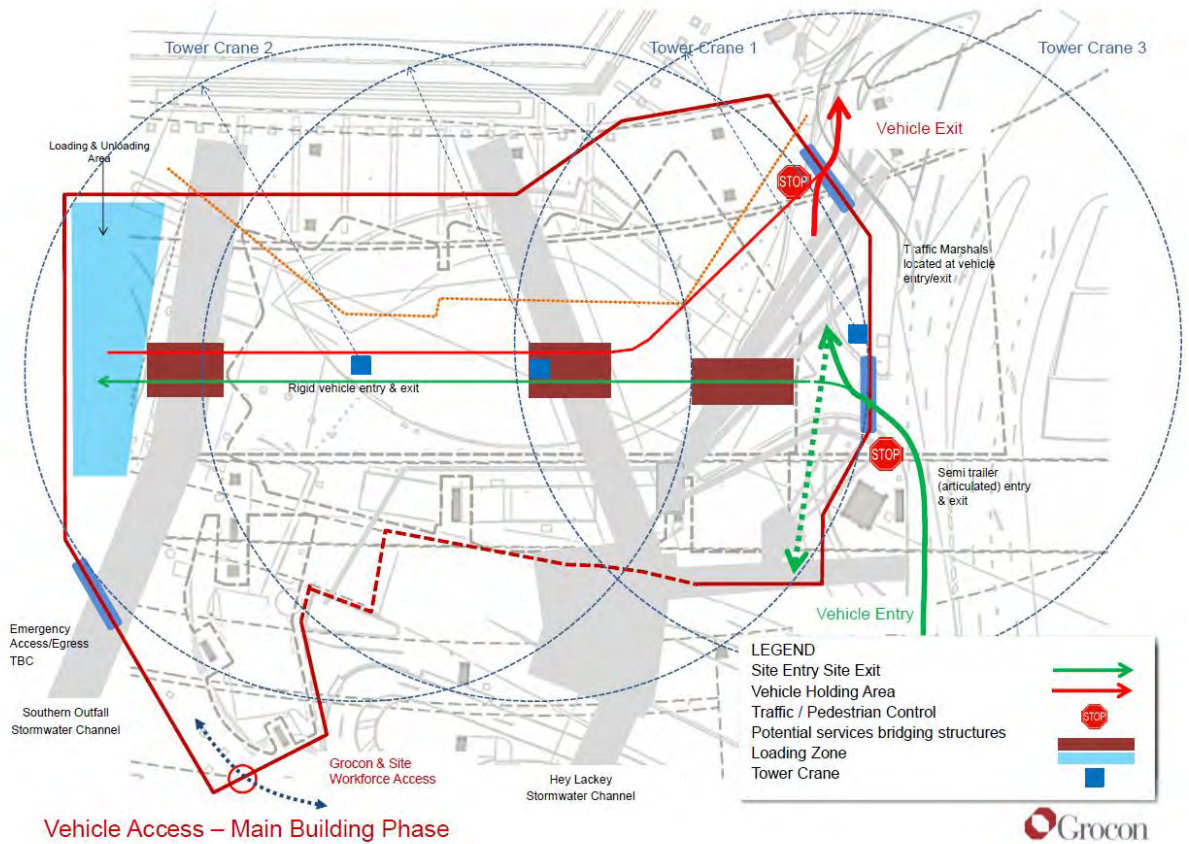 Tower Crane 2
Tower Crane 1
Tower Crane 3
Vehicle Exit
STOP
Loading & Unloading
Area
Traffic Marshals
located at vehicle
entry/exit
Rigid vehicle entry & exit
STOP
Semi trailer
(articulated) entry
& exit
Vehicle Entry
Emergency
Access/Egress
TBC
Southern Outfall
Stormwater Channel
Grocon & Site
Workforce Access
Hey Lackey
Stormwater Channel
LEGEND
Site Entry Site Exit
Vehicle Holding Area
Traffic / Pedestrian Control
STOP
Potential services bridging structures
Loading Zone
Tower Crane
Vehicle Access – Main Building Phase
Grocon